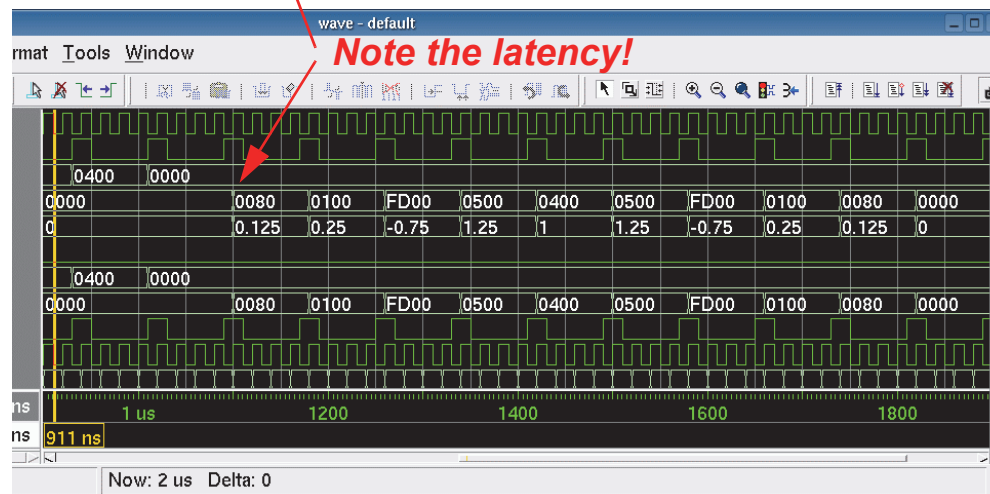 wave - default
rmat Tools Window
Note the latency!
0400 0000
0000 0080 0100 FD00 0500 0400 0500 FD00 0100 0080 0000
0 0.125 0.25 -0.75 1.25 1 1.25 -0.75 0.25 0.125 0
0400 0000
0000 0080 0100 FD00 0500 0400 0500 FD00 0100 0080 0000
ns 1 us 1200 1400 1600 1800
ns 911 ns
Now: 2 us Delta: 0